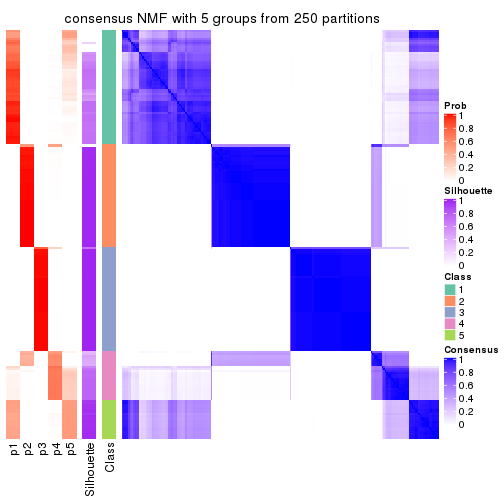 consensus NMF with 5 groups from 250 partitions
Prob
1
0.8
0.6
0.4
0.2
0
Silhouette
1
0.8
0.6
0.4
0.2
0
Class
1
2
3
4
5
Consensus
1
0.8
0.6
0.4
0.2
0
p1
p2
p3
p4
p5
Silhouette
Class